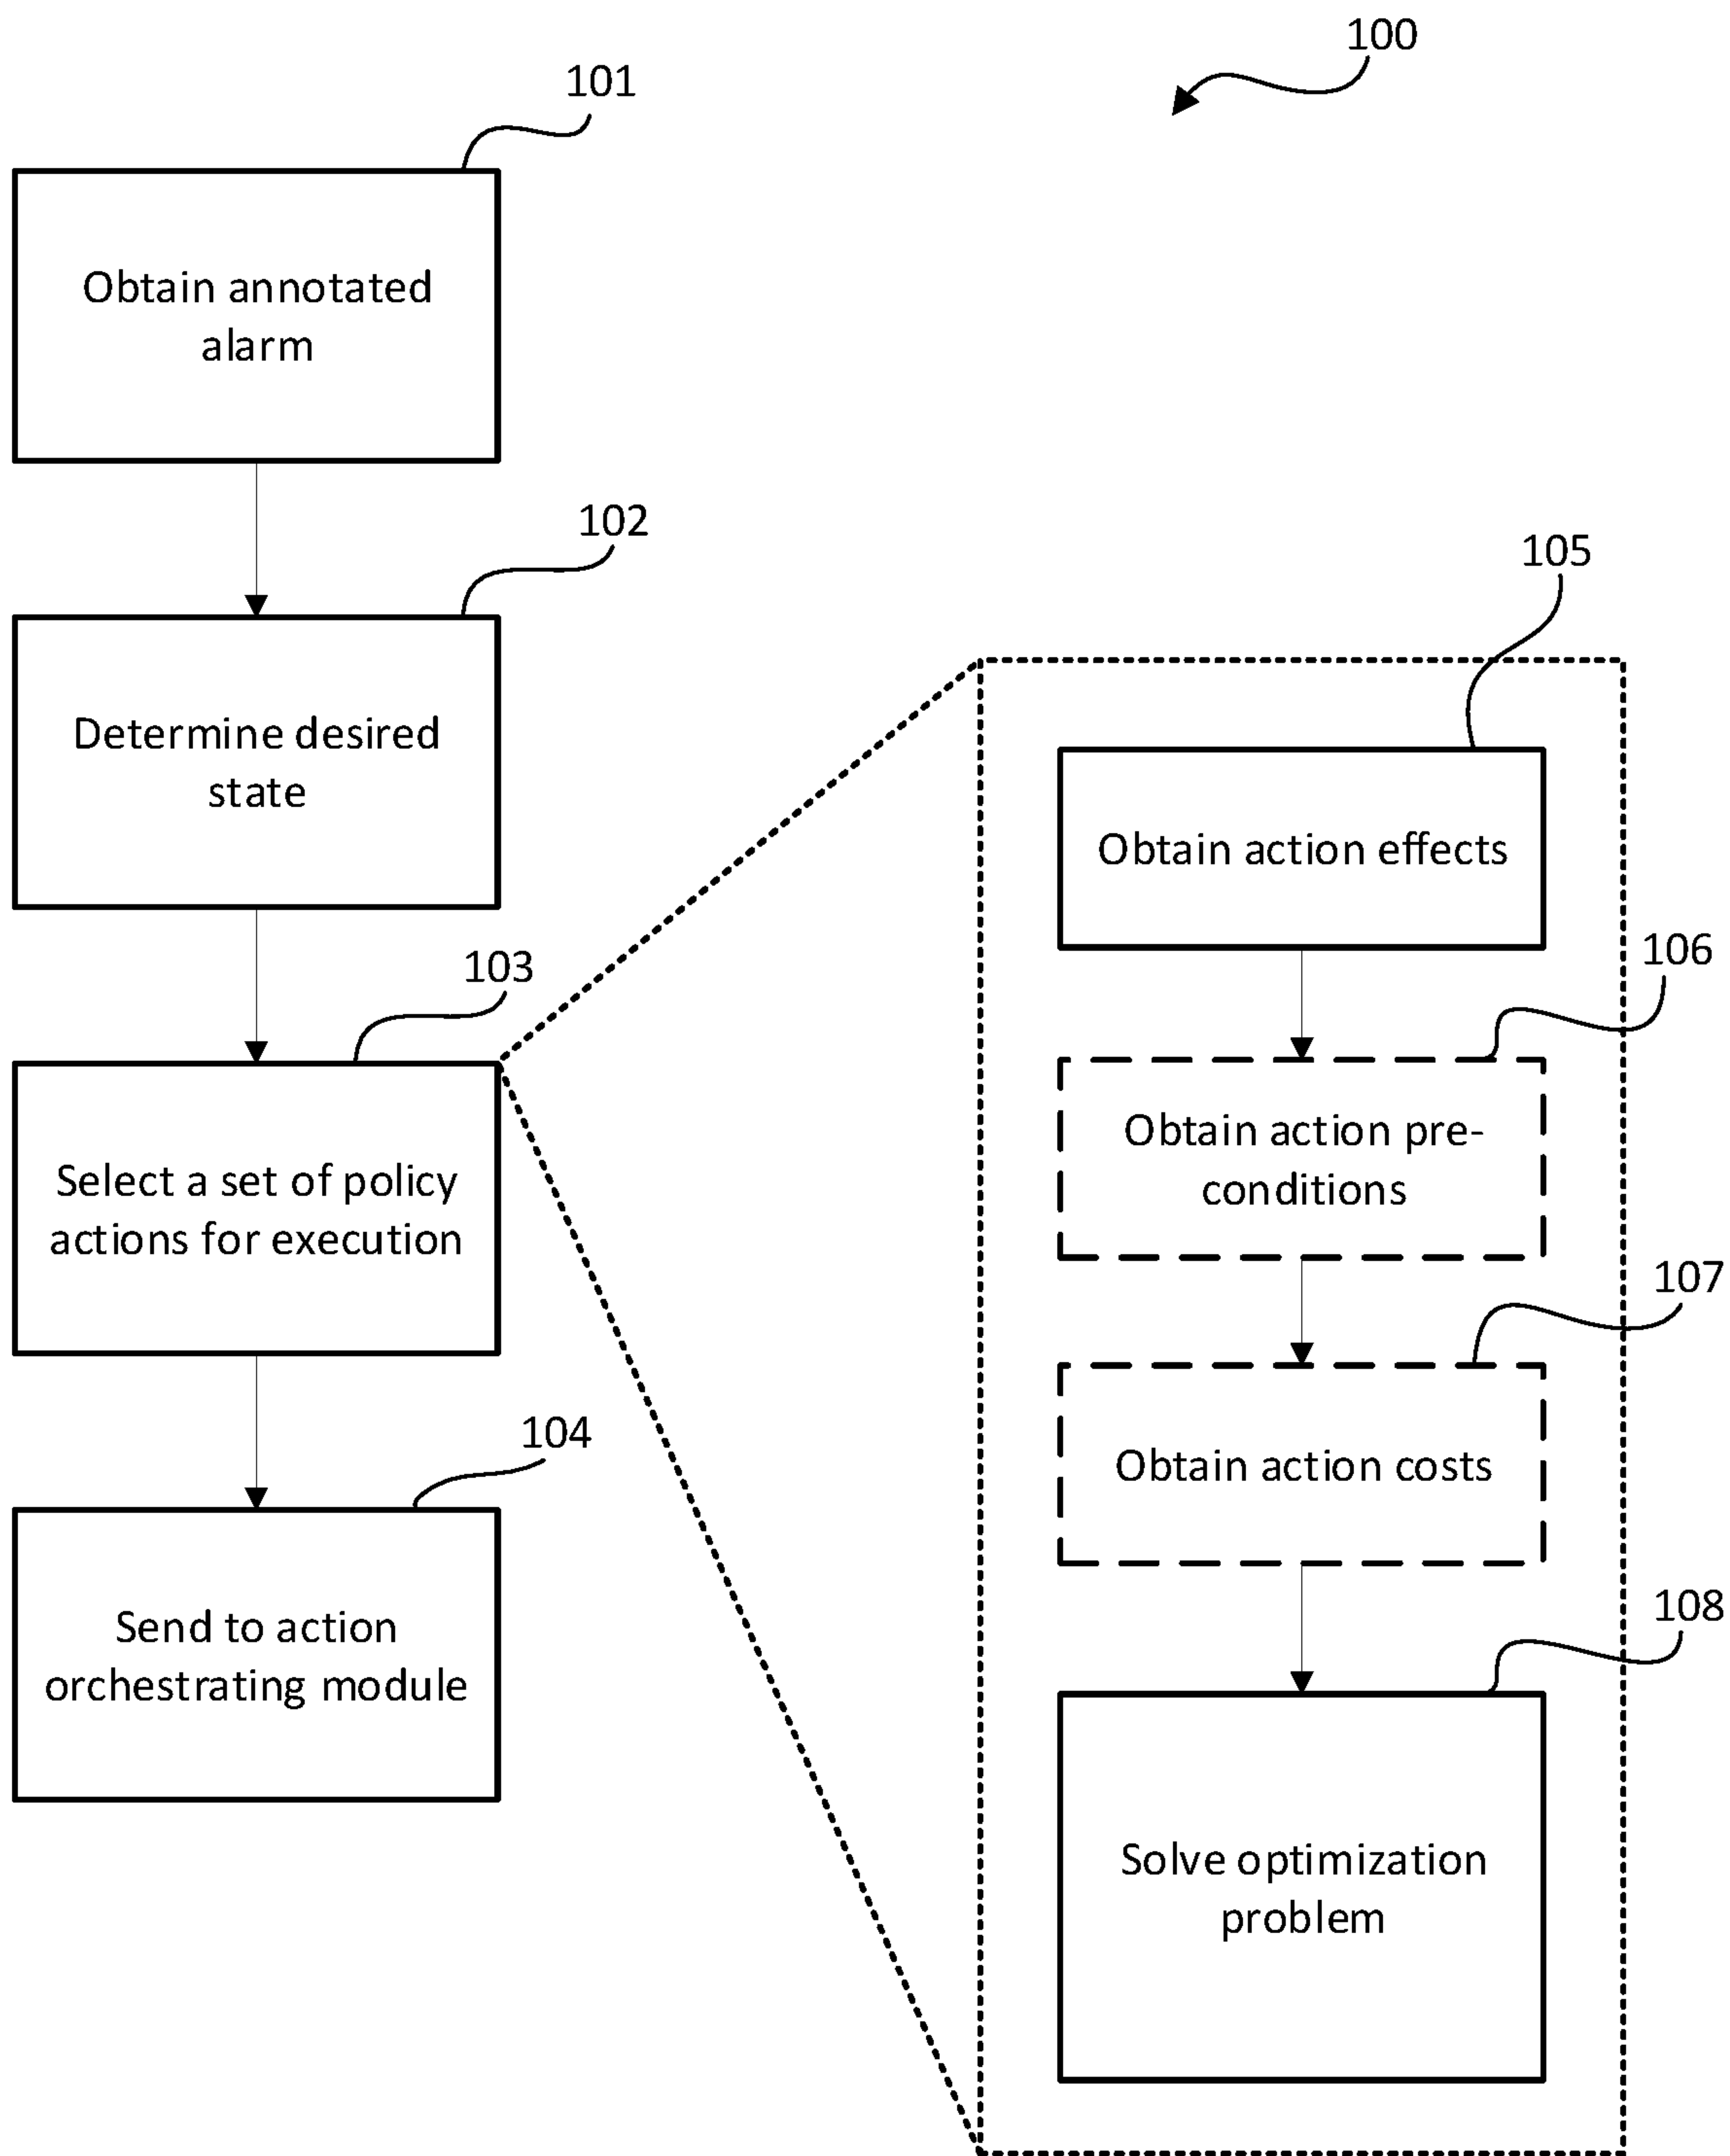 100
101
Obtain annotated
alarm
102
Determine desired
state
103
Select a set of policy
actions for execution
104
Send to action
orchestrating module
105
Obtain action effects
106
Obtain action pre-
conditions
107
Obtain action costs
108
Solve optimization
problem